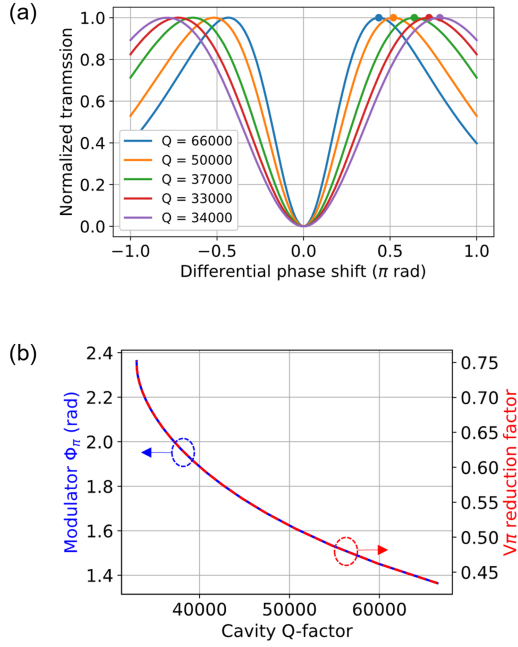 (a)
Normalized tranmssion
1.0
0.8
0.6
0.4
0.2
0.0
Q = 66000
Q = 50000
Q = 37000
Q = 33000
Q = 34000
−1.0 −0.5 0.0 0.5 1.0
Differential phase shift (π rad)
(b)
Modulator Φπ (rad)
2.4
2.2
2.0
1.8
1.6
1.4
0.75
0.70
0.65
0.60
0.55
0.50
0.45
Vπ reduction factor
40000 50000 60000
Cavity Q-factor